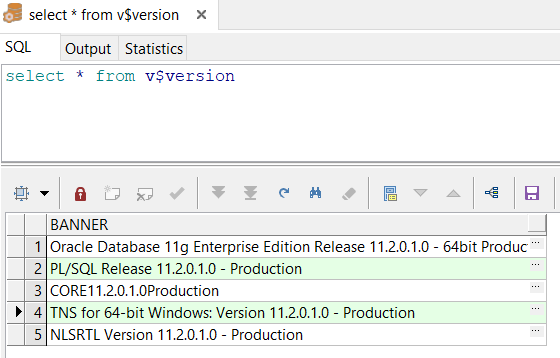 select * from v$version
SQL
Output
Statistics
select * from v$version
BANNER
1 Oracle Database 11g Enterprise Edition Release 11.2.0.1.0 - 64bit Produc ...
2 PL/SQL Release 11.2.0.1.0 - Production ...
3 CORE11.2.0.1.0Production ...
4 TNS for 64-bit Windows: Version 11.2.0.1.0 - Production ...
5 NLSRTL Version 11.2.0.1.0 - Production ...